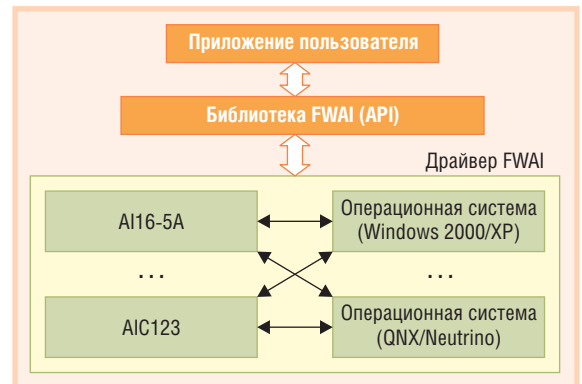 Приложение пользователя
Библиотека FWAI (API)
Драйвер FWAI
AI16-5A
Операционная система
(Windows 2000/XP)
...
...
AIC123
Операционная система
(QNX/Neutrino)